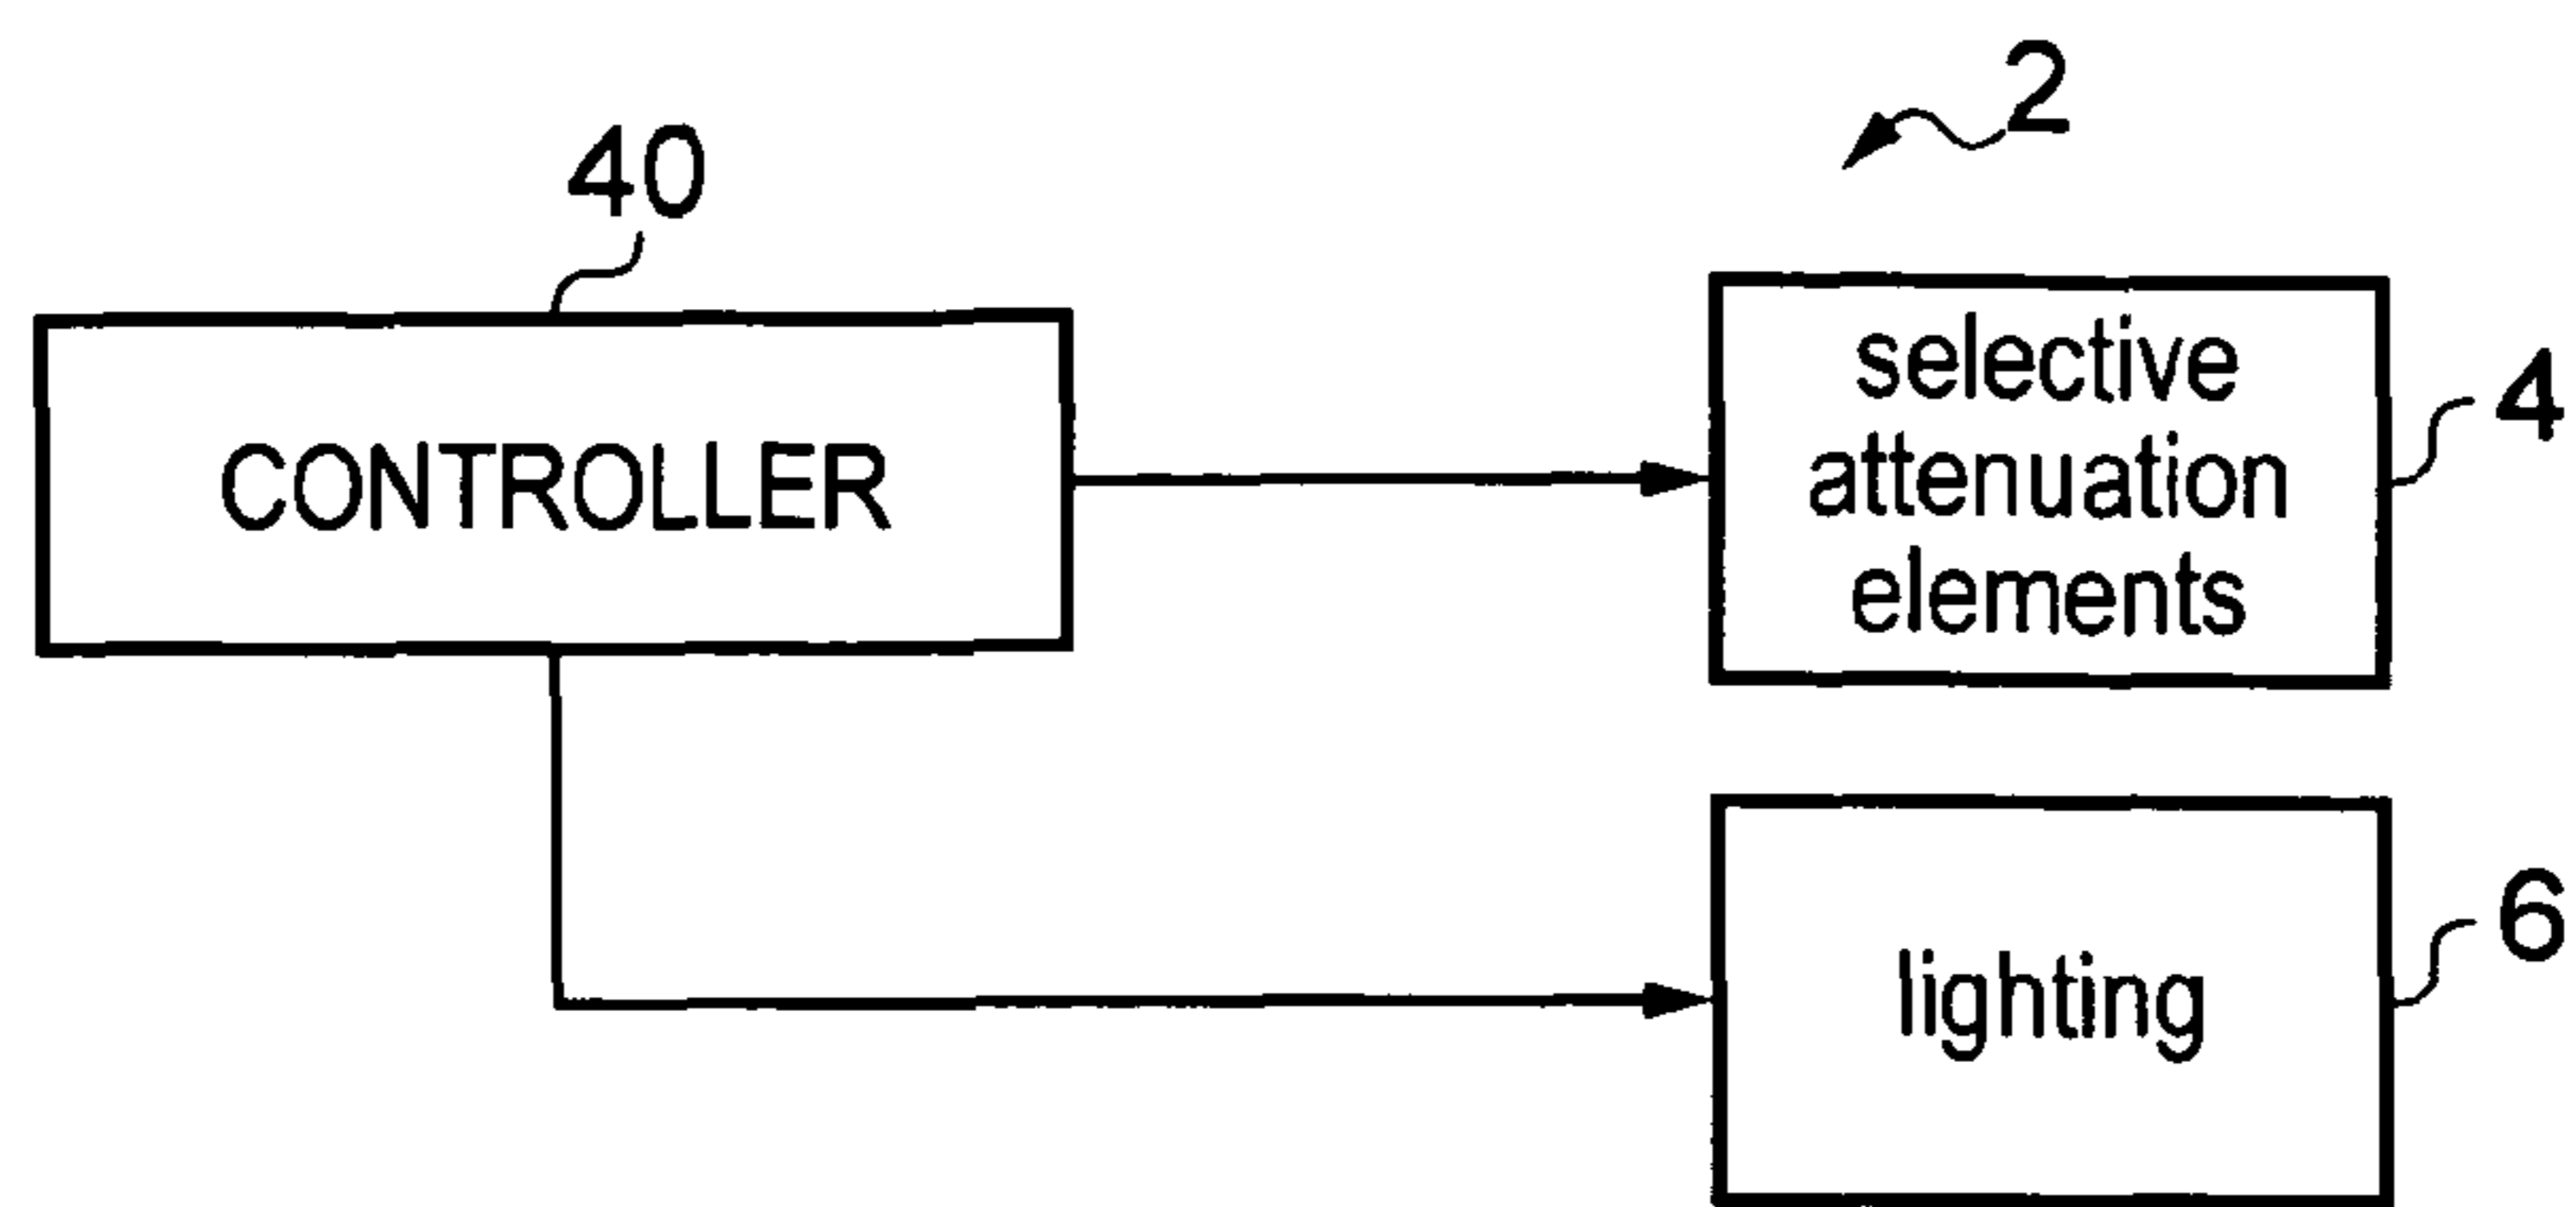 2
40
CONTROLLER
selective
attenuation
elements
4
lighting
6